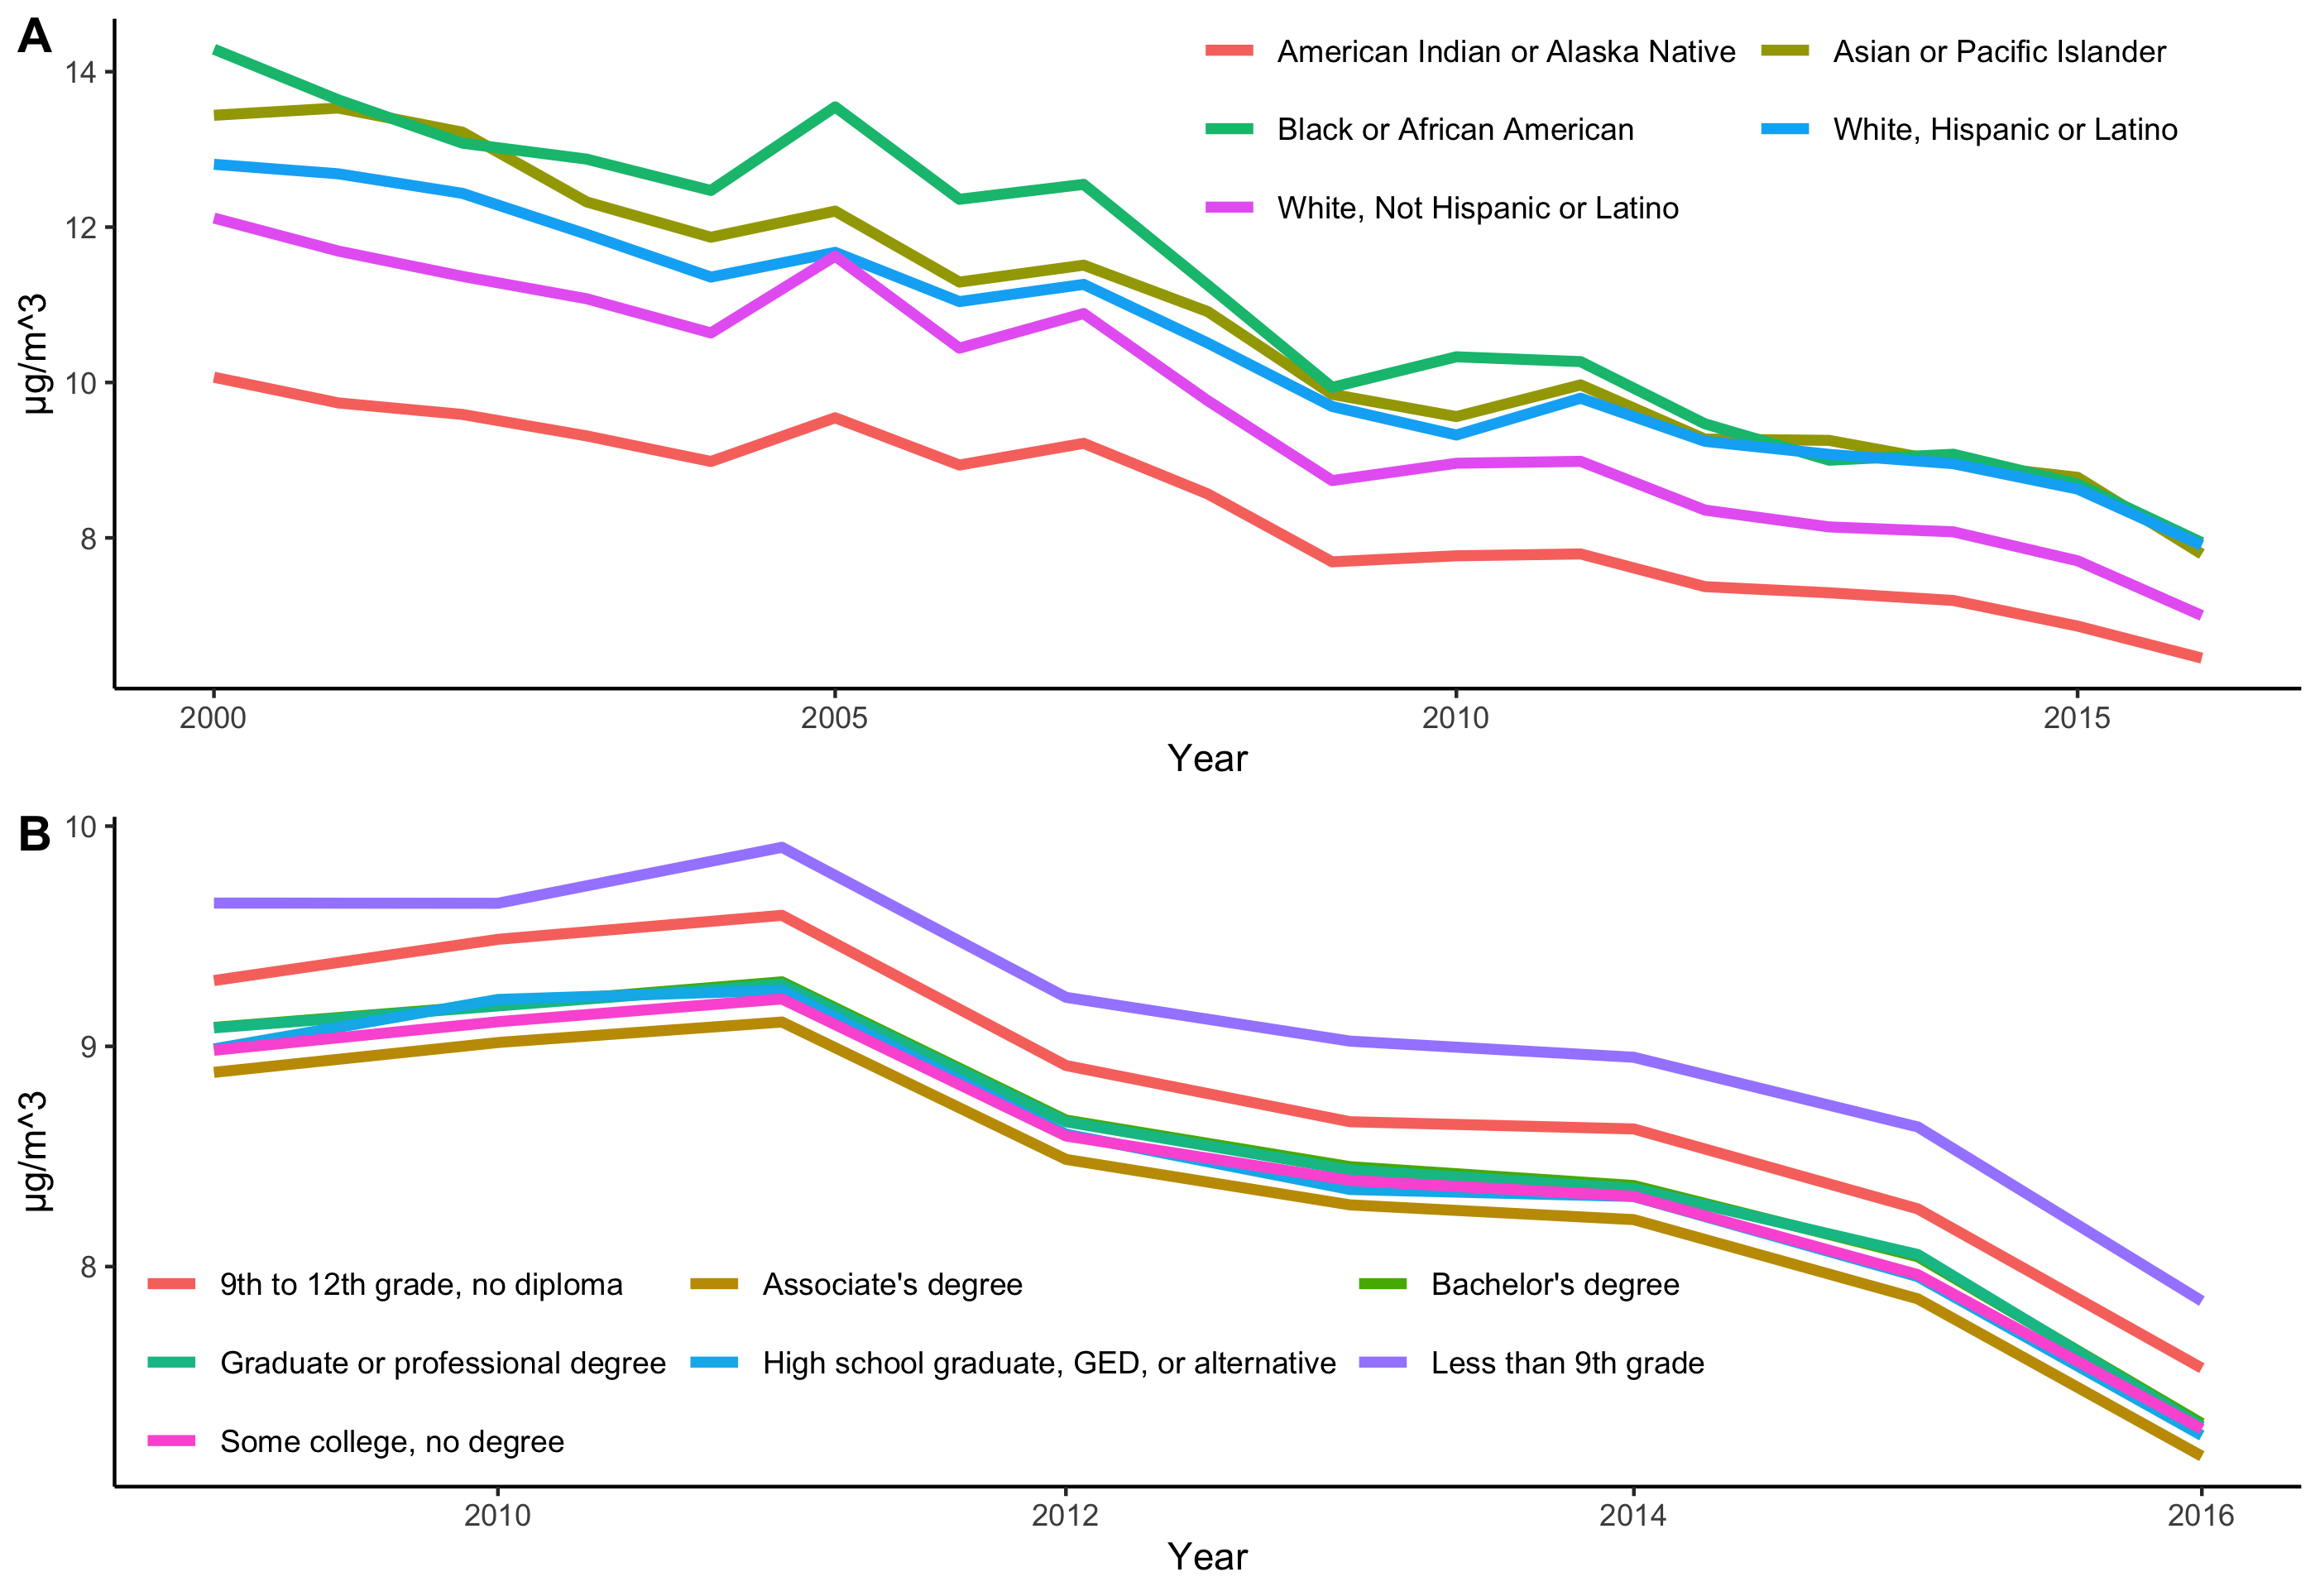 A
14
12
10
8
µg/m^3
American Indian or Alaska Native
Asian or Pacific Islander
Black or African American
White, Hispanic or Latino
White, Not Hispanic or Latino
2000
2005
2010
2015
Year
B
10
9
8
µg/m^3
9th to 12th grade, no diploma
Associate's degree
Bachelor's degree
Graduate or professional degree
High school graduate, GED, or alternative
Less than 9th grade
Some college, no degree
2010
2012
2014
2016
Year